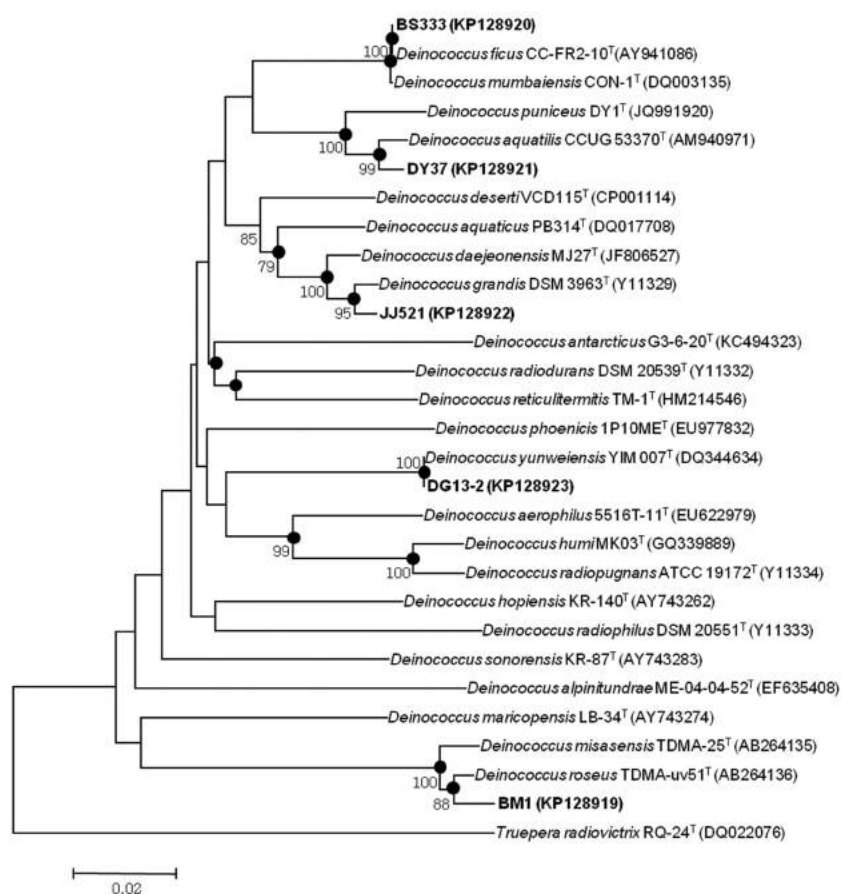 BS333 (KP128920)
100
Deinococcus ficus CC-FR2-10ᵀ(AY941086)
Deinococcus mumbaiensis CON-1ᵀ(DQ003135)
Deinococcus puniceus DY1ᵀ(JQ991920)
100
Deinococcus aquatilis CCUG 53370ᵀ(AM940971)
99
DY37 (KP128921)
Deinococcus deserti VCD115ᵀ(CP001114)
85
Deinococcus aquaticus PB314ᵀ(DQ017708)
79
Deinococcus daejeonensis MJ27ᵀ(JF806527)
100
Deinococcus grandis DSM 3963ᵀ(Y11329)
95
JJ521 (KP128922)
Deinococcus antarcticus G3-6-20ᵀ(KC494323)
Deinococcus radiodurans DSM 20539ᵀ(Y11332)
Deinococcus reticulitermitis TM-1ᵀ(HM214546)
Deinococcus phoenicis 1P10MEᵀ(EU977832)
100
Deinococcus yunweiensis YIM 007ᵀ(DQ344634)
DG13-2 (KP128923)
Deinococcus aerophilus 5516T-11ᵀ(EU622979)
99
Deinococcus humi MK03ᵀ(GQ339889)
100
Deinococcus radiopugnans ATCC 19172ᵀ(Y11334)
Deinococcus hopiensis KR-140ᵀ(AY743262)
Deinococcus radiophilus DSM 20551ᵀ(Y11333)
Deinococcus sonorensis KR-87ᵀ(AY743283)
Deinococcus alpinitundrae ME-04-04-52ᵀ(EF635408)
Deinococcus maricopensis LB-34ᵀ(AY743274)
Deinococcus misasensis TDMA-25ᵀ(AB264135)
100
Deinococcus roseus TDMA-uv51ᵀ(AB264136)
88
BM1 (KP128919)
Truepera radiovictrix RQ-24ᵀ(DQ022076)
0.02